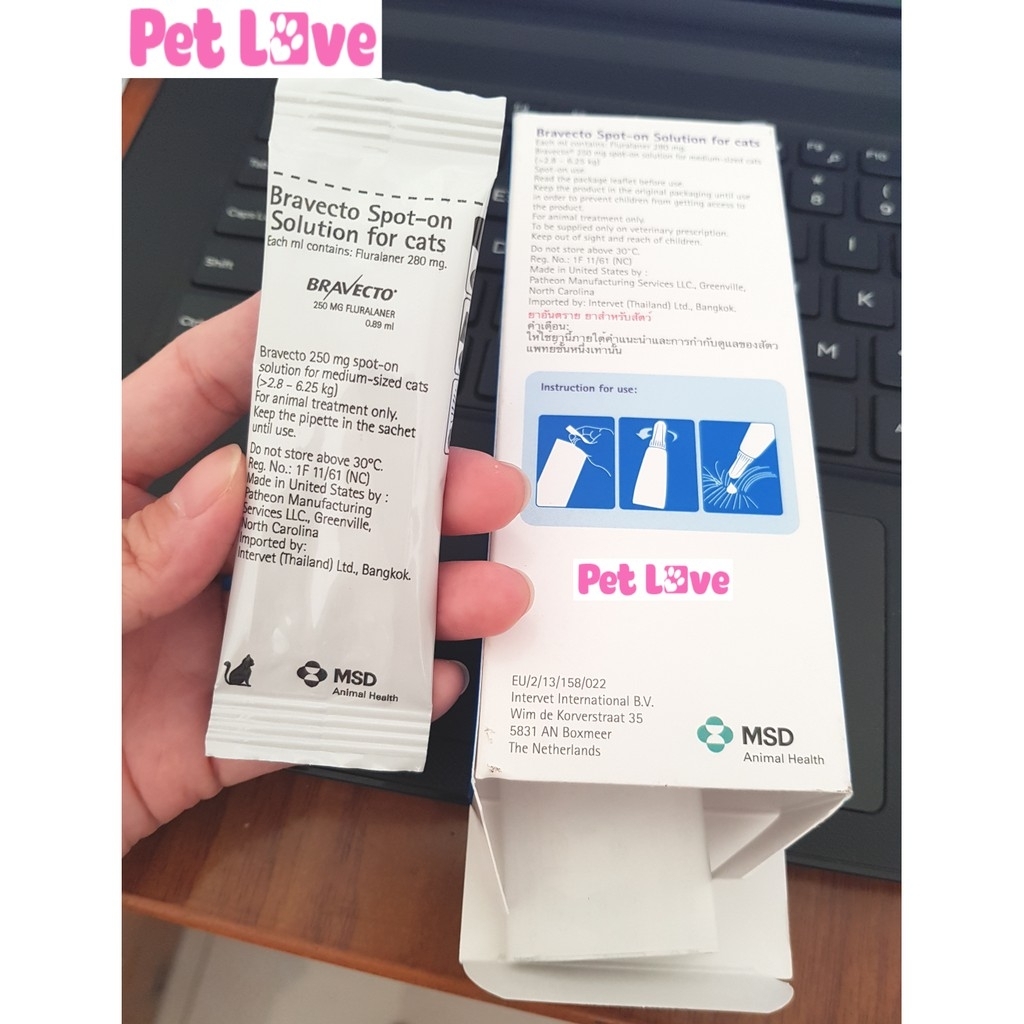 Pet Love
Bravecto Spot-on
Solution for cats
Each ml contains: Fluralaner 280 mg.
BRAVECTO®
250 MG FLURALANER
0.89 ml
Bravecto 250 mg spot-on
solution for medium-sized cats
(>2.8 – 6.25 kg)
For animal treatment only.
Keep the pipette in the sachet
until use.
Do not store above 30°C.
Reg. No.: 1F 11/61 (NC)
Made in United States by :
Patheon Manufacturing
Services LLC., Greenville,
North Carolina
Imported by:
Intervet (Thailand) Ltd., Bangkok.
MSD
Animal Health
Bravecto Spot-on Solution for cats
Each ml contains: Fluralaner 280 mg.
Bravecto® 250 mg spot-on solution for medium-sized cats
(>2.8 – 6.25 kg)
Spot-on use.
Read the package leaflet before use.
Keep the product in the original packaging until use
in order to prevent children from getting access to
the product.
For animal treatment only.
To be supplied only on veterinary prescription.
Keep out of sight and reach of children.
Do not store above 30°C.
Reg. No.: 1F 11/61 (NC)
Made in United States by :
Patheon Manufacturing Services LLC., Greenville,
North Carolina
Imported by: Intervet (Thailand) Ltd., Bangkok.
ยาอันตราย ยาสำหรับสัตว์
คำเตือน:
ให้ใช้ยานี้ภายใต้คำแนะนำและการกำกับดูแลของสัตว
แพทย์ชั้นหนึ่งเท่านั้น
Instruction for use:
Pet Love
EU/2/13/158/022
Intervet International B.V.
Wim de Korverstraat 35
5831 AN Boxmeer
The Netherlands
MSD
Animal Health
Caps L
Shift
F9
F10
8
9
I
K
M